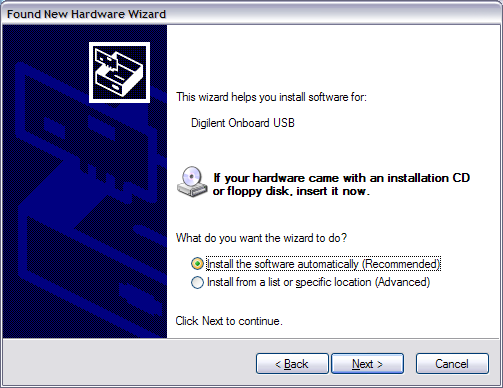 Found New Hardware Wizard
This wizard helps you install software for:
Digilent Onboard USB
If your hardware came with an installation CD
or floppy disk, insert it now.
What do you want the wizard to do?
Install the software automatically (Recommended)
Install from a list or specific location (Advanced)
Click Next to continue.
< Back
Next >
Cancel